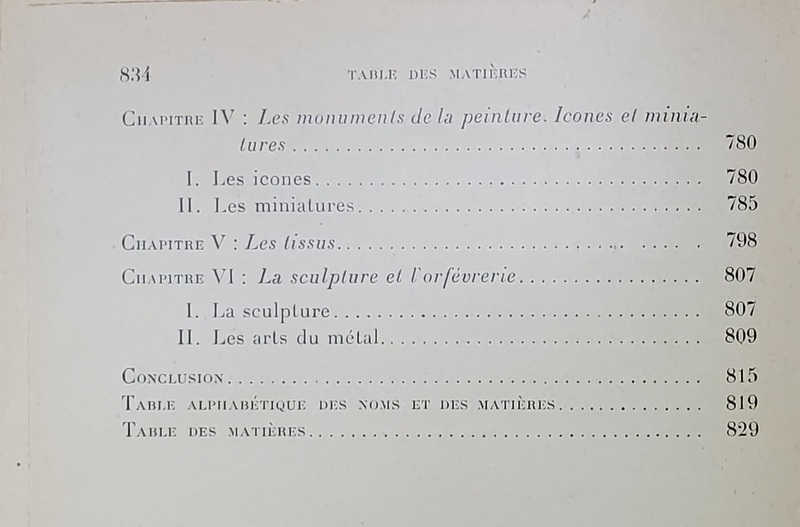 834 TABLE DES MATIÈRES
CHAPITRE IV : Les monuments de la peinture. Icones et minia-
tures ........................................ 780
I. Les icones.................................... 780
II. Les miniatures................................ 785
CHAPITRE V : Les tissus.................................. 798
CHAPITRE VI : La sculpture et l'orfévrerie................. 807
I. La sculpture.................................. 807
II. Les arts du métal.............................. 809
CONCLUSION............................................ 815
TABLE ALPHABÉTIQUE DES NOMS ET DES MATIÈRES.............. 819
TABLE DES MATIÈRES..................................... 829